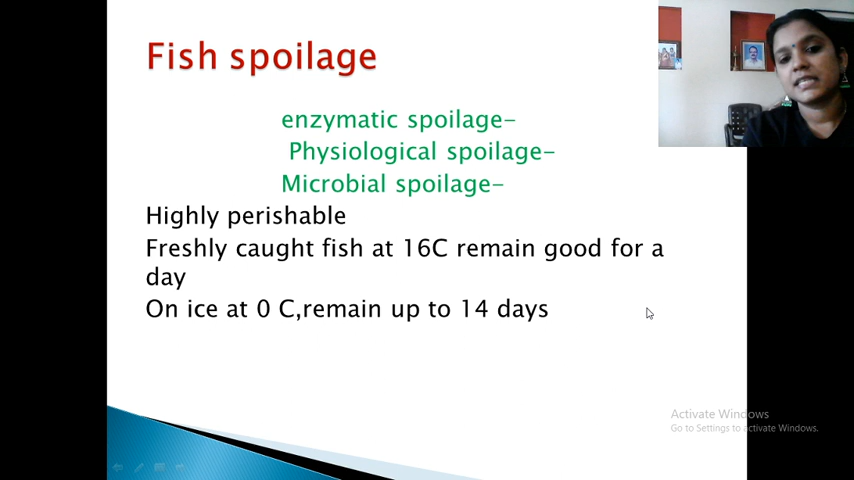 Fish spoilage
enzymatic spoilage-
Physiological spoilage-
Microbial spoilage-
Highly perishable
Freshly caught fish at 16C remain good for a
day
On ice at 0 C,remain up to 14 days
Activate Windows
Go to Settings to activate Windows.